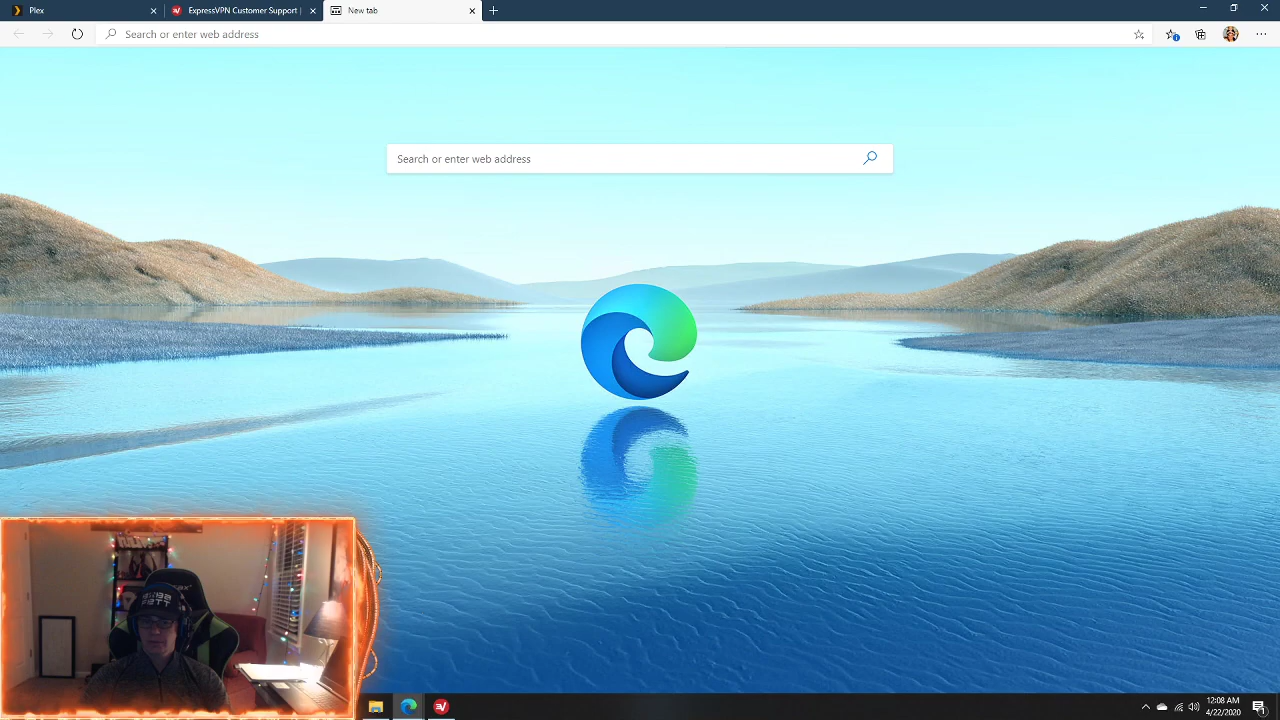 Plex
ExpressVPN Customer Support |
New tab
Search or enter web address
Search or enter web address
12:08 AM
4/22/2020